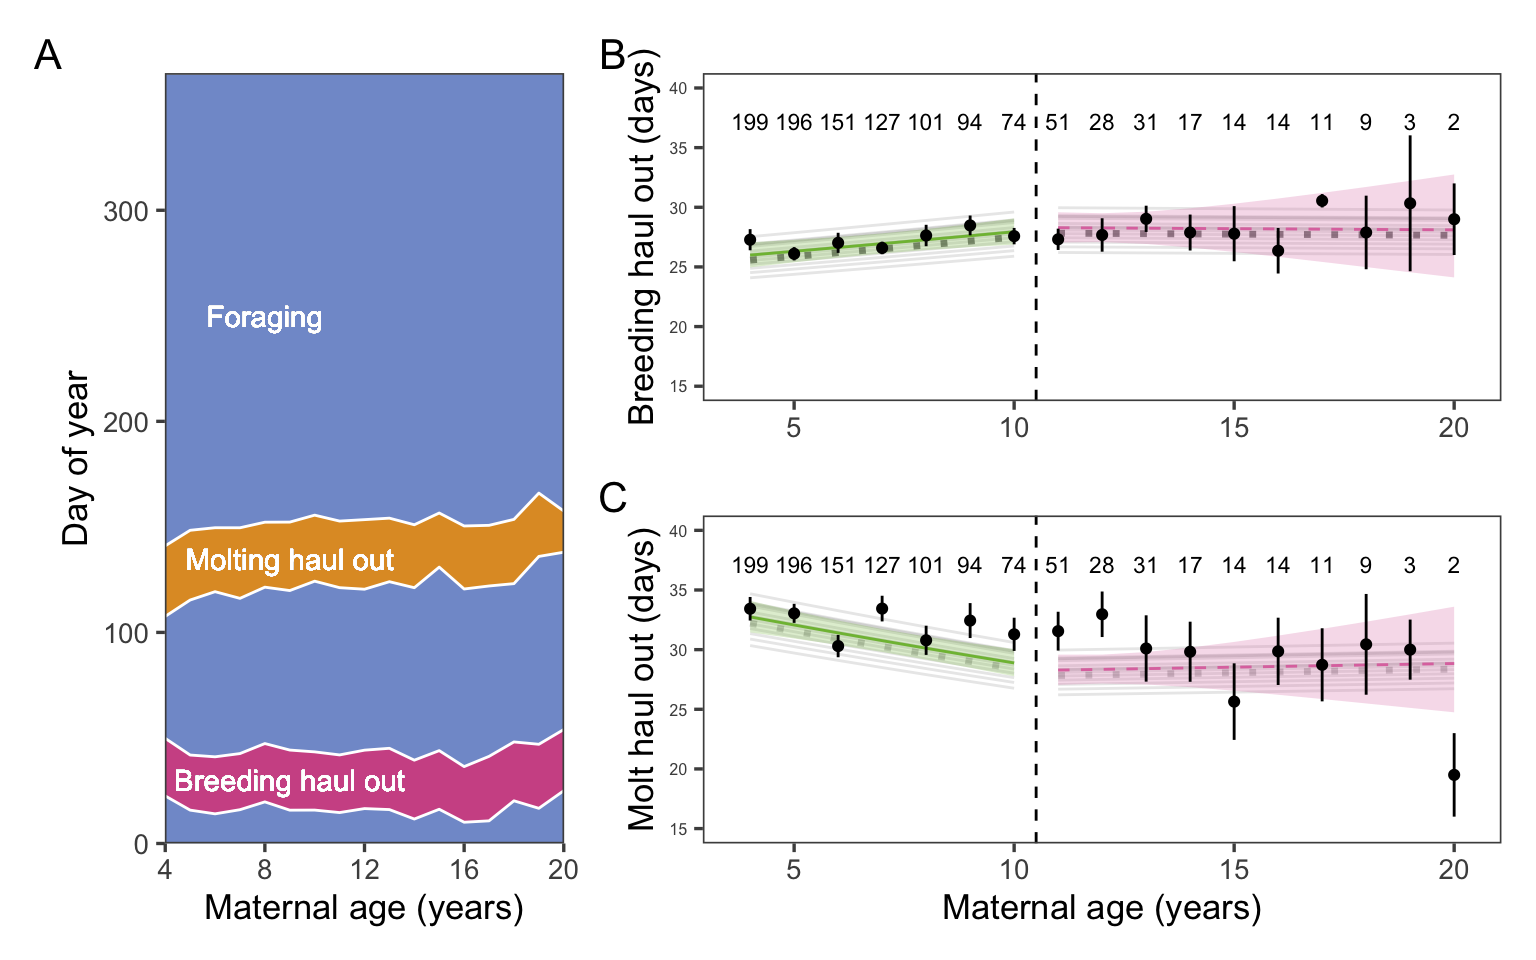 A
Day of year
300
200
100
0
Foraging
Molting haul out
Breeding haul out
4 8 12 16 20
Maternal age (years)
B
Breeding haul out (days)
40
35
30
25
20
15
199 196 151 127 101 94 74 51 28 31 17 14 14 11 9 3 2
5 10 15 20
C
Molt haul out (days)
40
35
30
25
20
15
199 196 151 127 101 94 74 51 28 31 17 14 14 11 9 3 2
5 10 15 20
Maternal age (years)